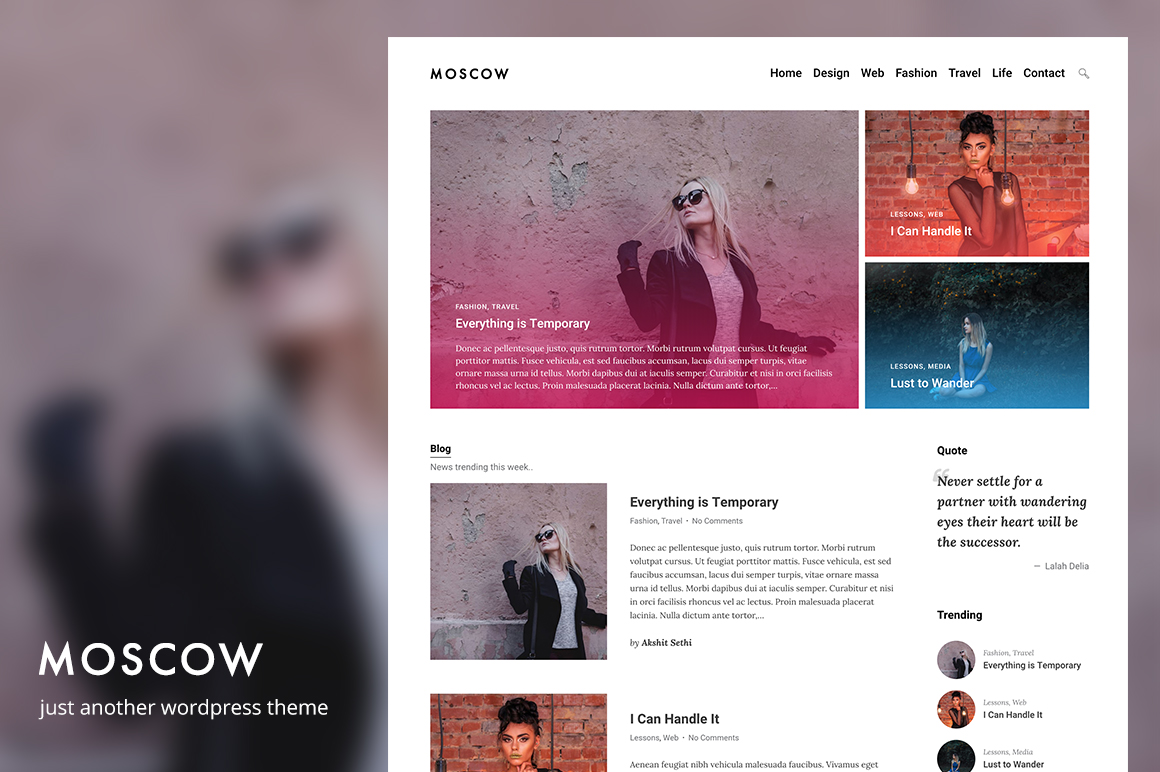 MOSCOW
just another wordpress theme
MOSCOW
Home Design Web Fashion Travel Life Contact
FASHION, TRAVEL
Everything is Temporary
Donec ac pellentesque justo, quis rutrum tortor. Morbi rutrum volutpat cursus. Ut feugiat
porttitor mattis. Fusce vehicula, est sed faucibus accumsan, lacus dui semper turpis, vitae
ornare massa urna id tellus. Morbi dapibus dui at iaculis semper. Curabitur et nisi in orci facilisis
rhoncus vel ac lectus. Proin malesuada placerat lacinia. Nulla dictum ante tortor,...
LESSONS, WEB
I Can Handle It
LESSONS, MEDIA
Lust to Wander
Blog
News trending this week..
Everything is Temporary
Fashion, Travel • No Comments
Donec ac pellentesque justo, quis rutrum tortor. Morbi rutrum
volutpat cursus. Ut feugiat porttitor mattis. Fusce vehicula, est sed
faucibus accumsan, lacus dui semper turpis, vitae ornare massa
urna id tellus. Morbi dapibus dui at iaculis semper. Curabitur et nisi
in orci facilisis rhoncus vel ac lectus. Proin malesuada placerat
lacinia. Nulla dictum ante tortor,...
by Akshit Sethi
I Can Handle It
Lessons, Web • No Comments
Aenean feugiat nibh vehicula malesuada faucibus. Vivamus eget
Quote
“
Never settle for a
partner with wandering
eyes their heart will be
the successor.
— Lalah Delia
Trending
Fashion, Travel
Everything is Temporary
Lessons, Web
I Can Handle It
Lessons, Media
Lust to Wander